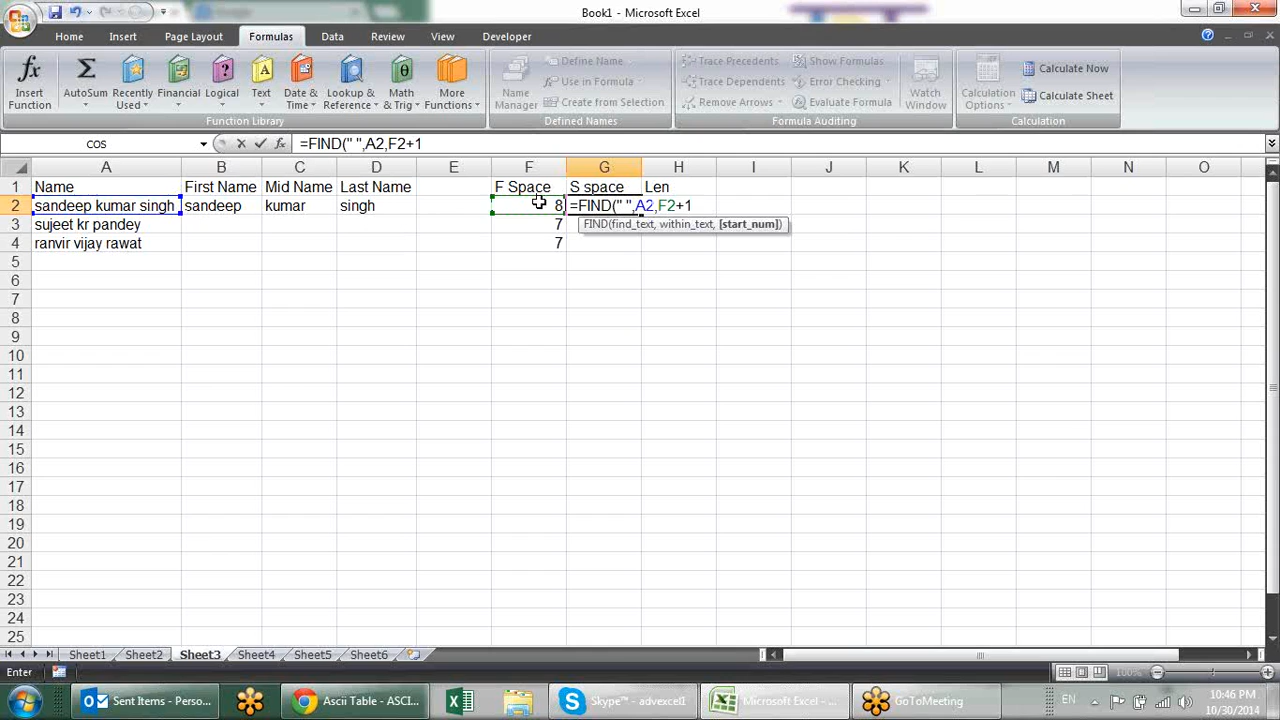 Book1 - Microsoft Excel
Home Insert Page Layout Formulas Data Review View Developer
fx Insert Function
Σ AutoSum
Recently Used
Financial
Logical
Text
Date & Time
Lookup & Reference
Math & Trig
More Functions
Function Library
Name Manager
Define Name
Use in Formula
Create from Selection
Defined Names
Trace Precedents
Trace Dependents
Remove Arrows
Show Formulas
Error Checking
Evaluate Formula
Formula Auditing
Watch Window
Calculation Options
Calculate Now
Calculate Sheet
Calculation
COS fx =FIND(" ",A2,F2+1
A B C D E F G H I J K L M N O
1 Name First Name Mid Name Last Name F Space S space Len
2 sandeep kumar singh sandeep kumar singh 8 =FIND(" ",A2,F2+1
3 sujeet kr pandey 7 FIND(find_text, within_text, [start_num])
4 ranvir vijay rawat 7
5
6
7
8
9
10
11
12
13
14
15
16
17
18
19
20
21
22
23
24
25
Sheet1 Sheet2 Sheet3 Sheet4 Sheet5 Sheet6
Enter 100%
Sent Items - Perso...
Ascii Table - ASCI...
Skype™ - advexcel1
Microsoft Excel - ...
GoToMeeting
EN
10:46 PM
10/30/2014